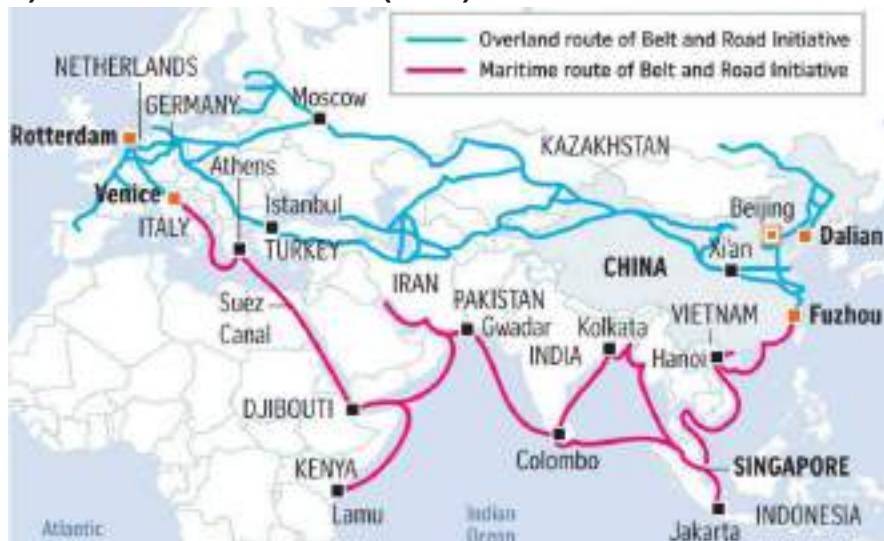 Overland route of Belt and Road Initiative
Maritime route of Belt and Road Initiative
NETHERLANDS
GERMANY
Moscow
Rotterdam
KAZAKHSTAN
Athens
Venice
Istanbul
Beijing
ITALY
TURKEY
Xi'an
Dalian
CHINA
IRAN
Suez
Canal
PAKISTAN
Gwadar
Kolkata
VIETNAM
Fuzhou
INDIA
Hanoi
DJIBOUTI
Colombo
SINGAPORE
KENYA
Lamu
Jakarta
INDONESIA
Atlantic
Indian
Ocean